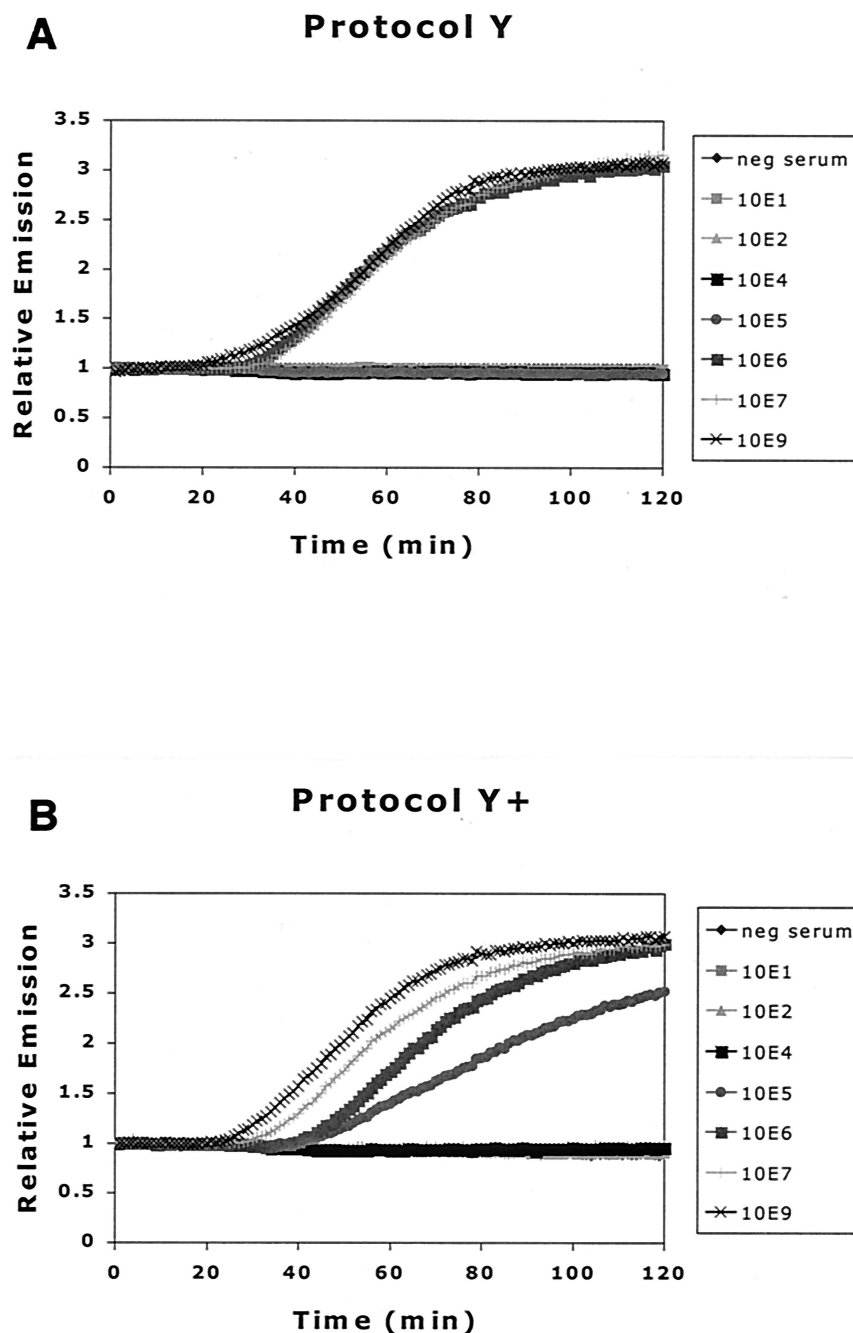 A
Protocol Y
Relative Emission
3.5
3
2.5
2
1.5
1
0.5
0
0 20 40 60 80 100 120
Time (min)
neg serum
10E1
10E2
10E4
10E5
10E6
10E7
10E9
B
Protocol Y+
Relative Emission
3.5
3
2.5
2
1.5
1
0.5
0
0 20 40 60 80 100 120
Time (min)
neg serum
10E1
10E2
10E4
10E5
10E6
10E7
10E9